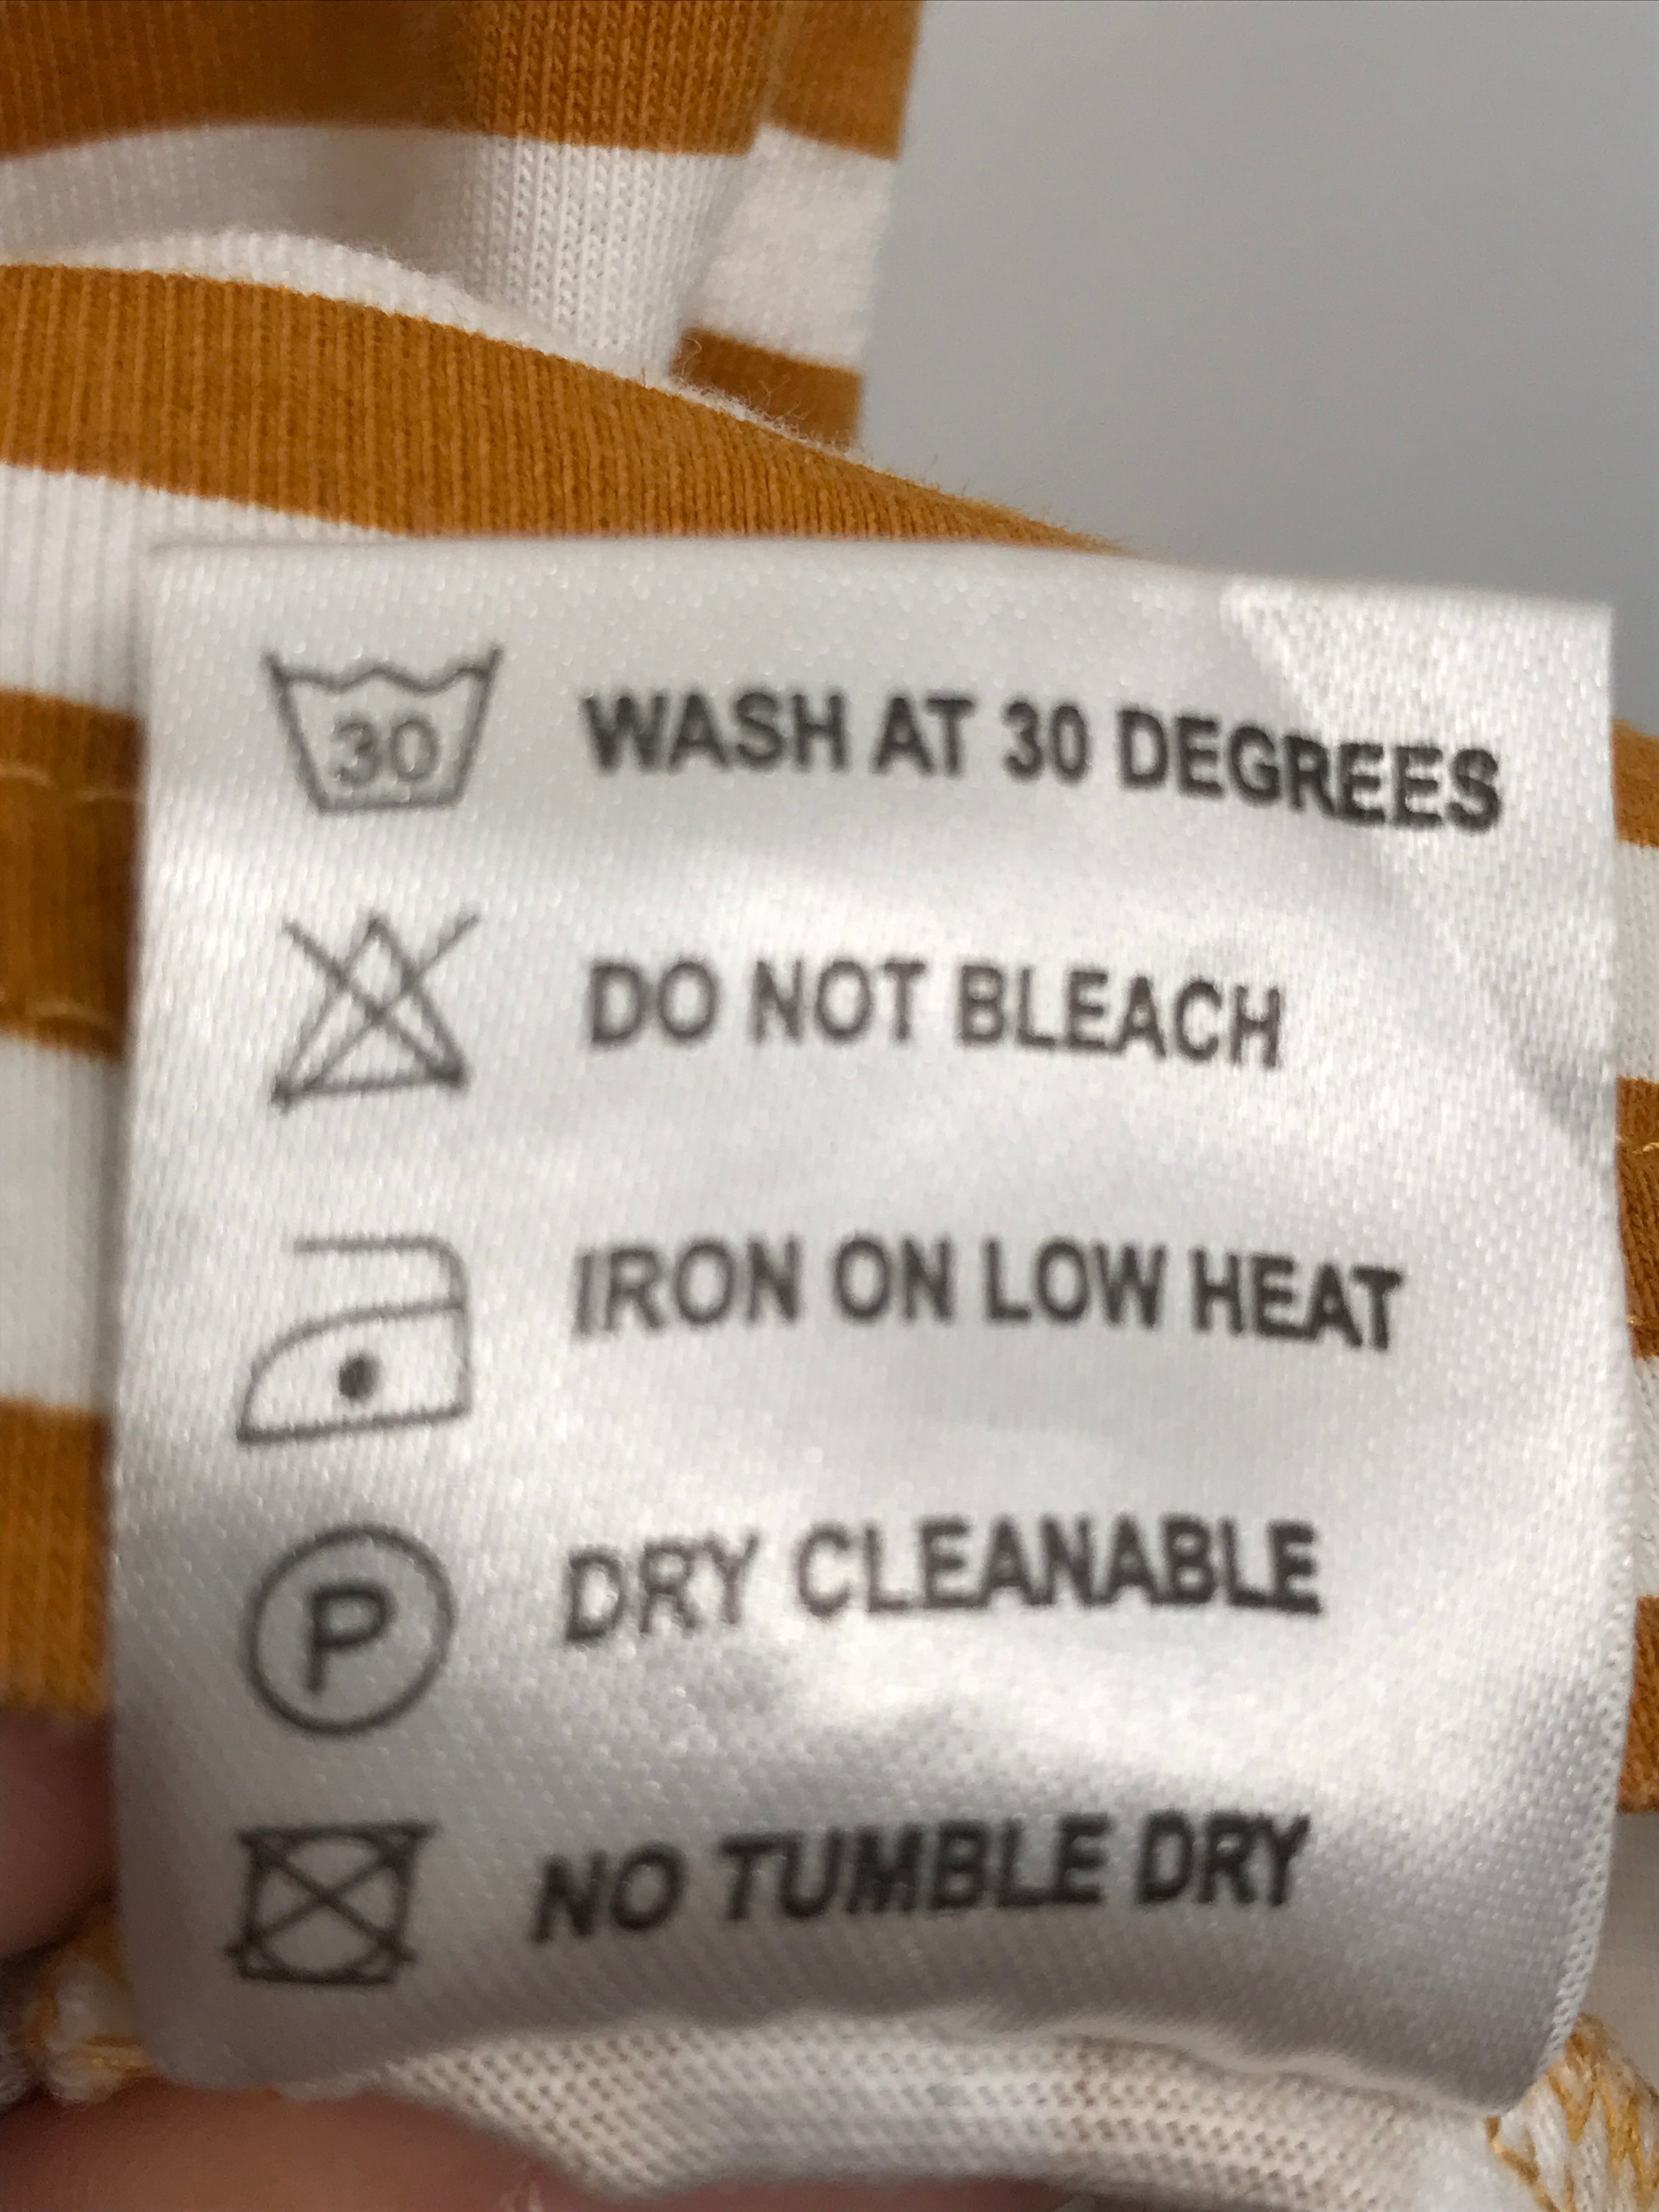 30 WASH AT 30 DEGREES
DO NOT BLEACH
IRON ON LOW HEAT
P DRY CLEANABLE
NO TUMBLE DRY